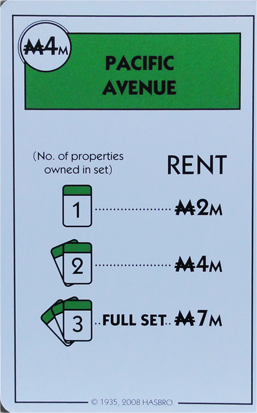 ₩4M
PACIFIC
AVENUE
(No. of properties
owned in set)
RENT
1 ₩2M
2 ₩4M
3 FULL SET ₩7M
© 1935, 2008 HASBRO